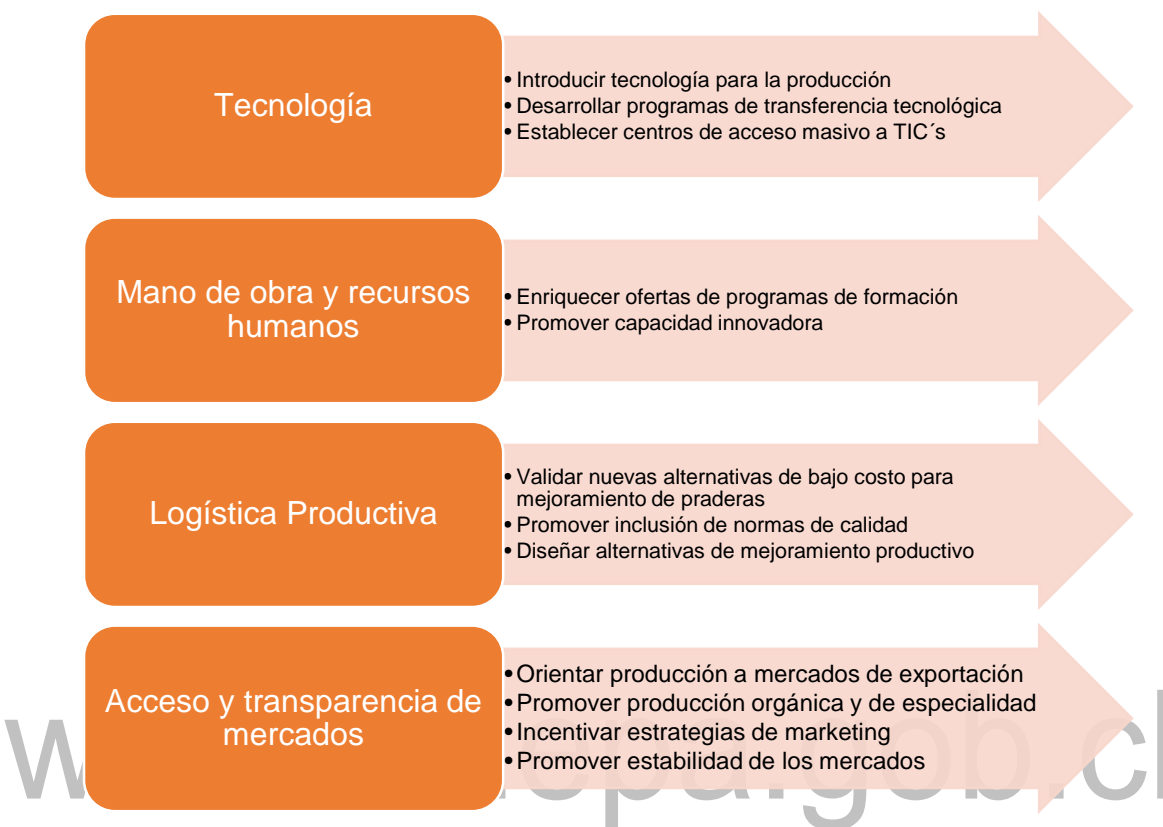 Tecnología
• Introducir tecnología para la producción
• Desarrollar programas de transferencia tecnológica
• Establecer centros de acceso masivo a TIC´s
Mano de obra y recursos
humanos
• Enriquecer ofertas de programas de formación
• Promover capacidad innovadora
Logística Productiva
• Validar nuevas alternativas de bajo costo para
mejoramiento de praderas
• Promover inclusión de normas de calidad
• Diseñar alternativas de mejoramiento productivo
Acceso y transparencia de
mercados
• Orientar producción a mercados de exportación
• Promover producción orgánica y de especialidad
• Incentivar estrategias de marketing
• Promover estabilidad de los mercados